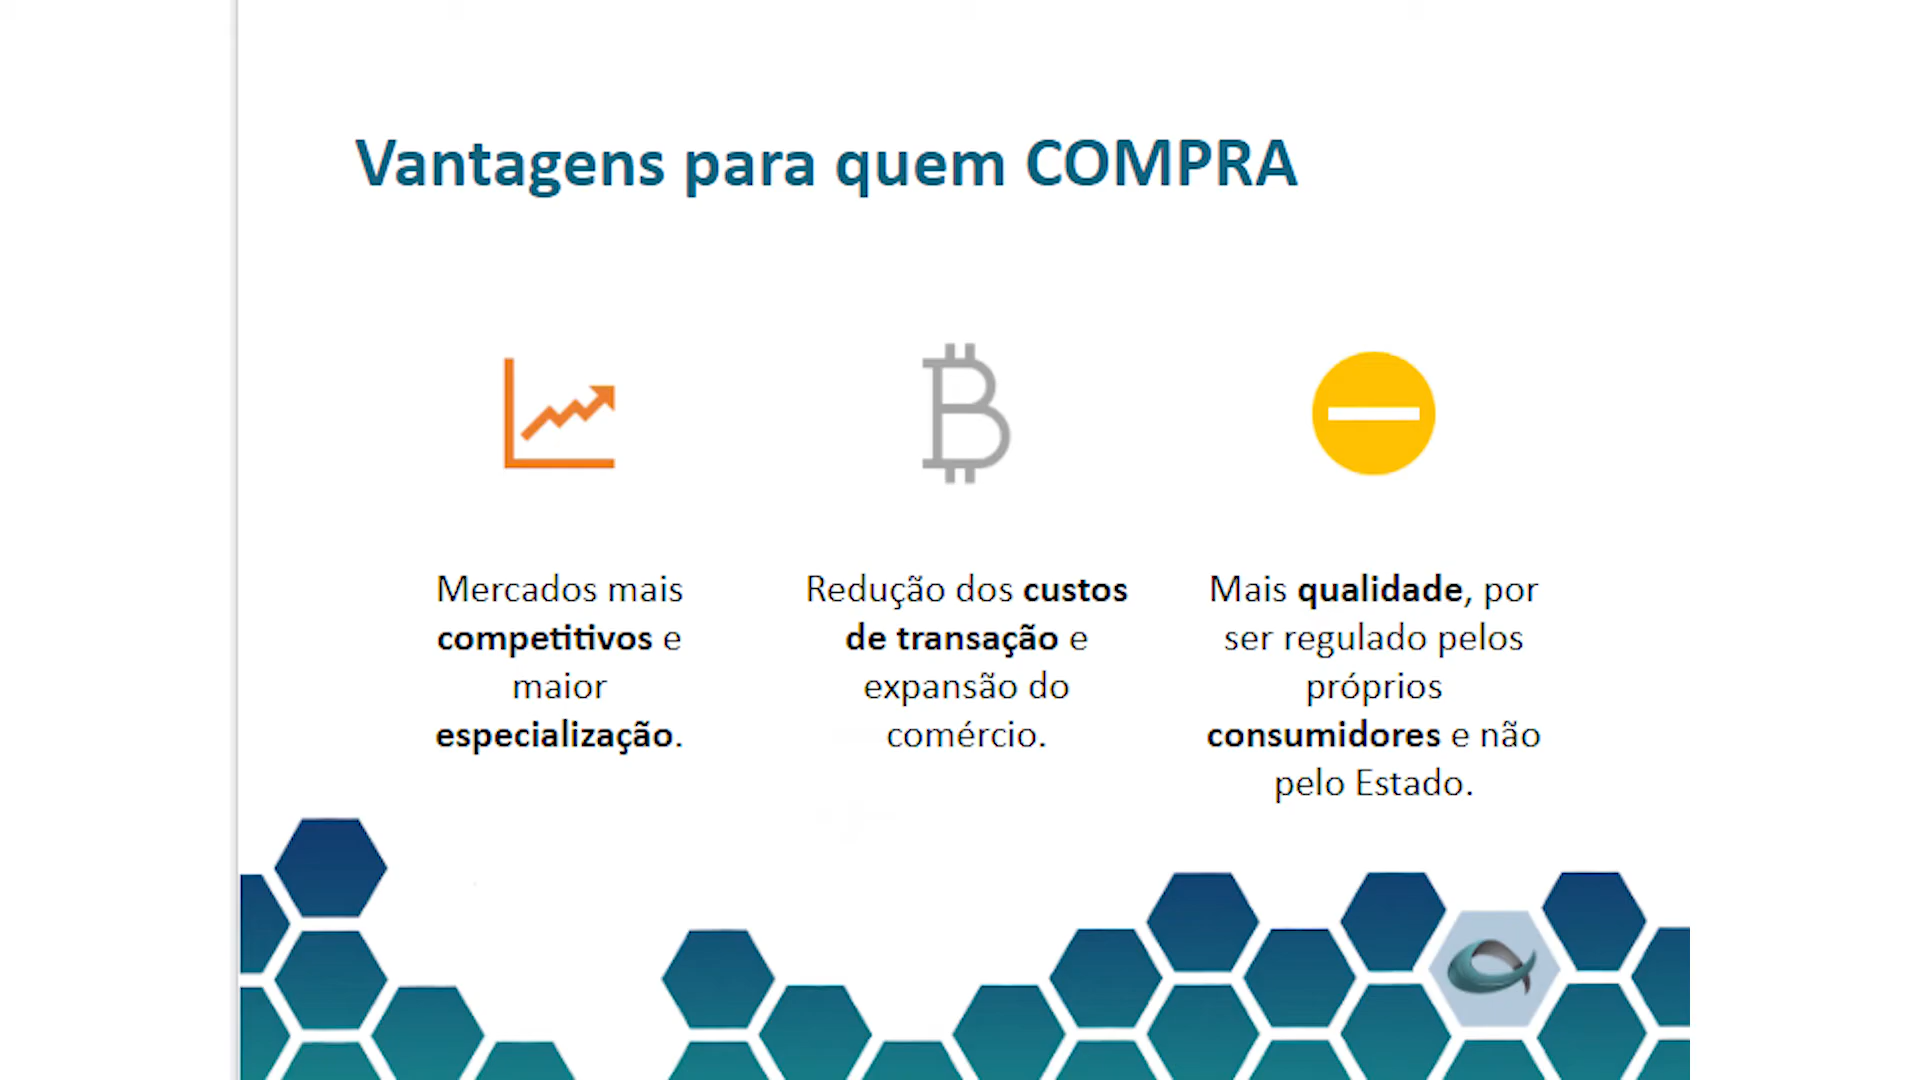 Vantagens para quem COMPRA
Mercados mais
competitivos e
maior
especialização.
Redução dos custos
de transação e
expansão do
comércio.
Mais qualidade, por
ser regulado pelos
próprios
consumidores e não
pelo Estado.